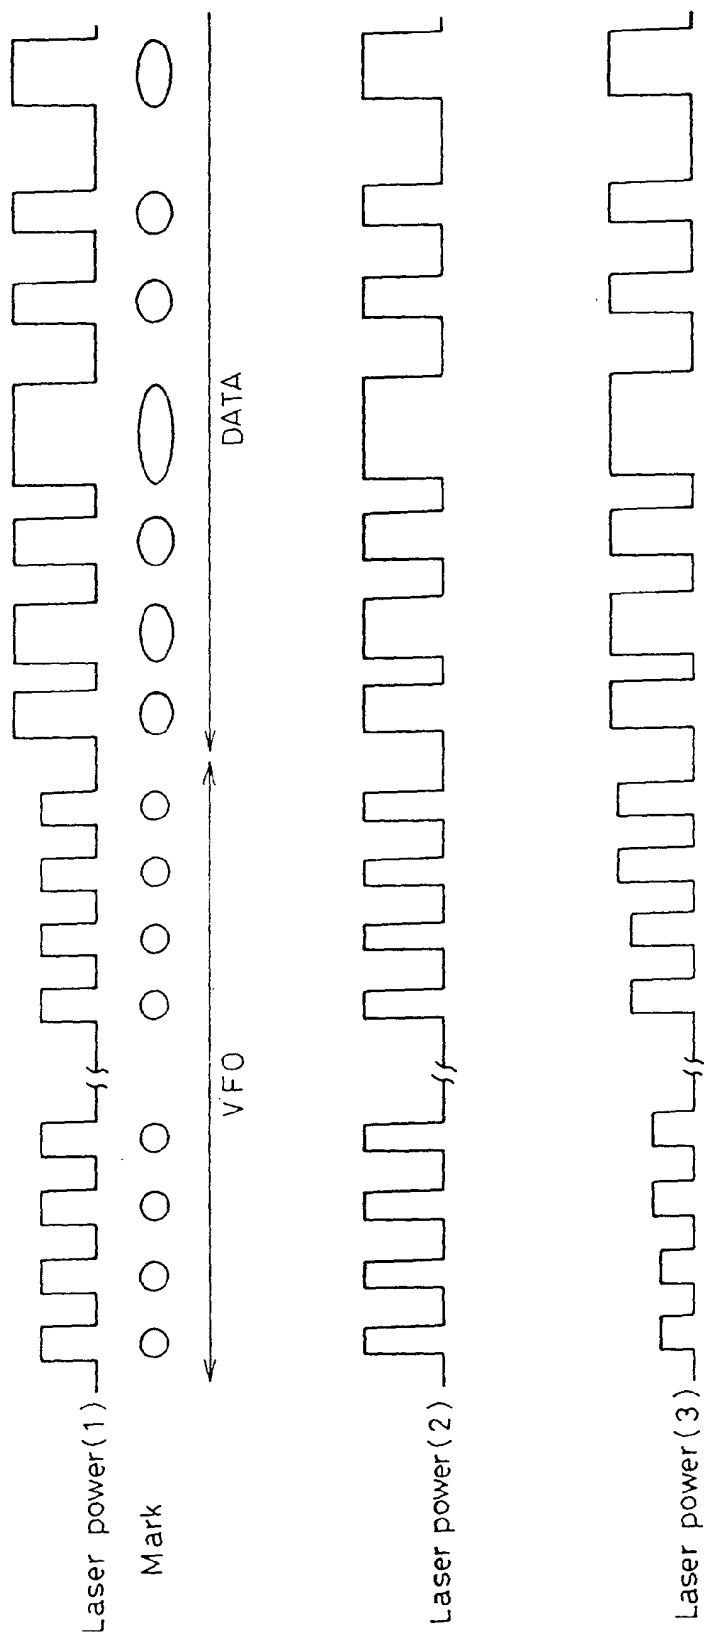 Laser power(1)
Mark
VFO
DATA
Laser power(2)
Laser power(3)